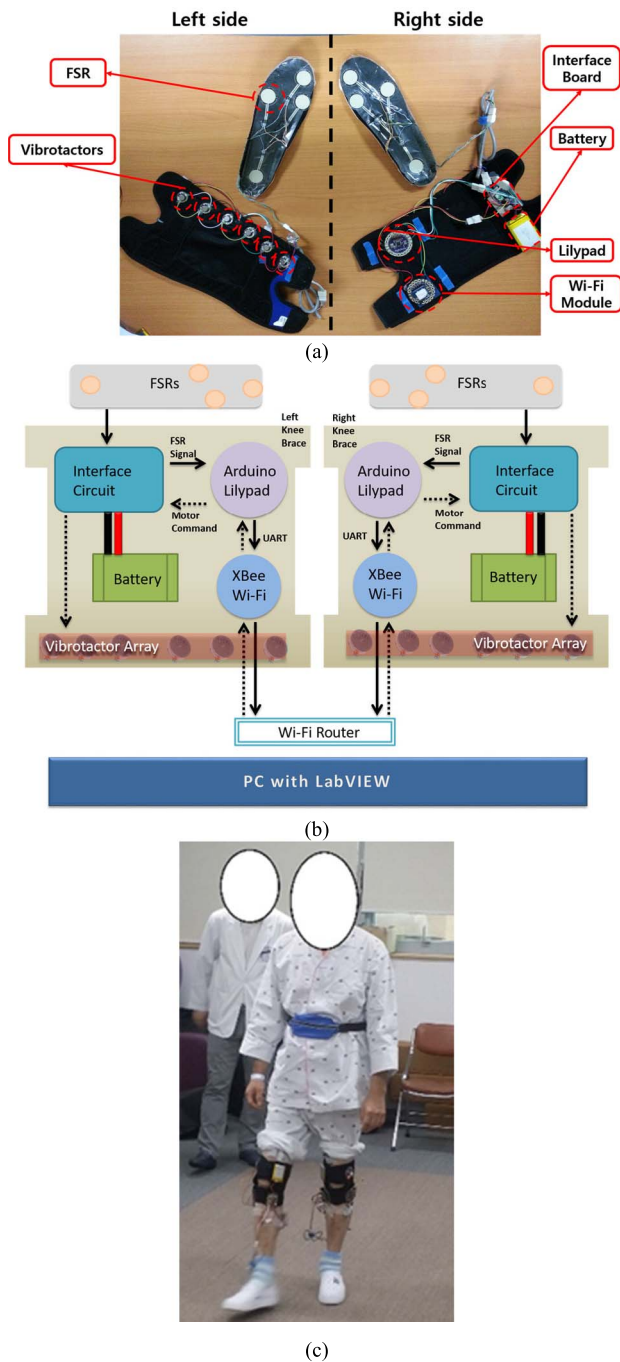 Left side
Right side
FSR
Vibrotactors
Interface
Board
Battery
Lilypad
Wi-Fi
Module
(a)
FSRs
FSRs
Left
Knee
Brace
Right
Knee
Brace
Interface
Circuit
FSR
Signal
Arduino
Lilypad
Motor
Command
UART
Battery
XBee
Wi-Fi
Vibrotactor Array
Arduino
Lilypad
FSR
Signal
Interface
Circuit
Motor
Command
UART
XBee
Wi-Fi
Battery
Vibrotactor Array
Wi-Fi Router
PC with LabVIEW
(b)
(c)